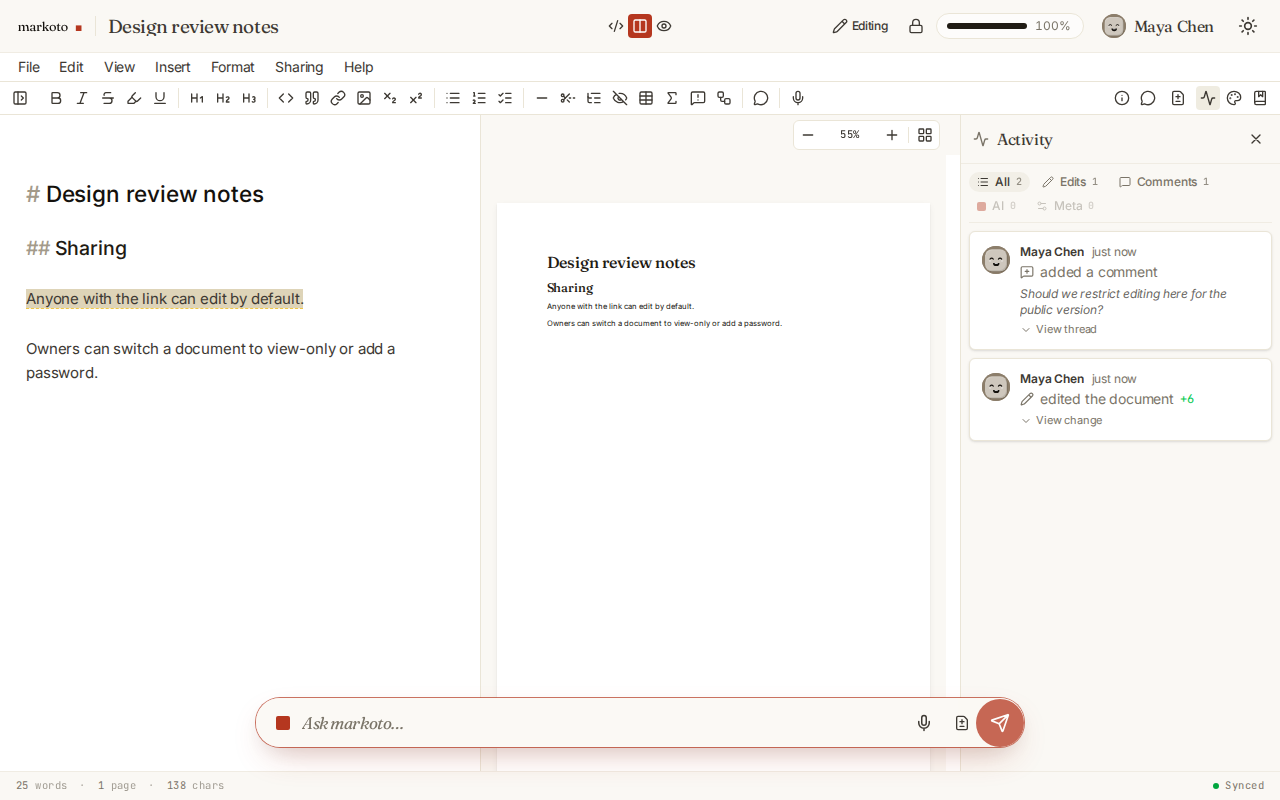 markoto
Design review notes
Editing
100%
Maya Chen
File Edit View Insert Format Sharing Help
H1 H2 H3
55%
Activity
All 2 Edits 1 Comments 1
AI 0 Meta 0
# Design review notes
## Sharing
Anyone with the link can edit by default.
Owners can switch a document to view-only or add a
password.
Design review notes
Sharing
Anyone with the link can edit by default.
Owners can switch a document to view-only or add a password.
Maya Chen just now
added a comment
Should we restrict editing here for the
public version?
View thread
Maya Chen just now
edited the document +6
View change
Ask markoto...
25 words · 1 page · 138 chars
Synced